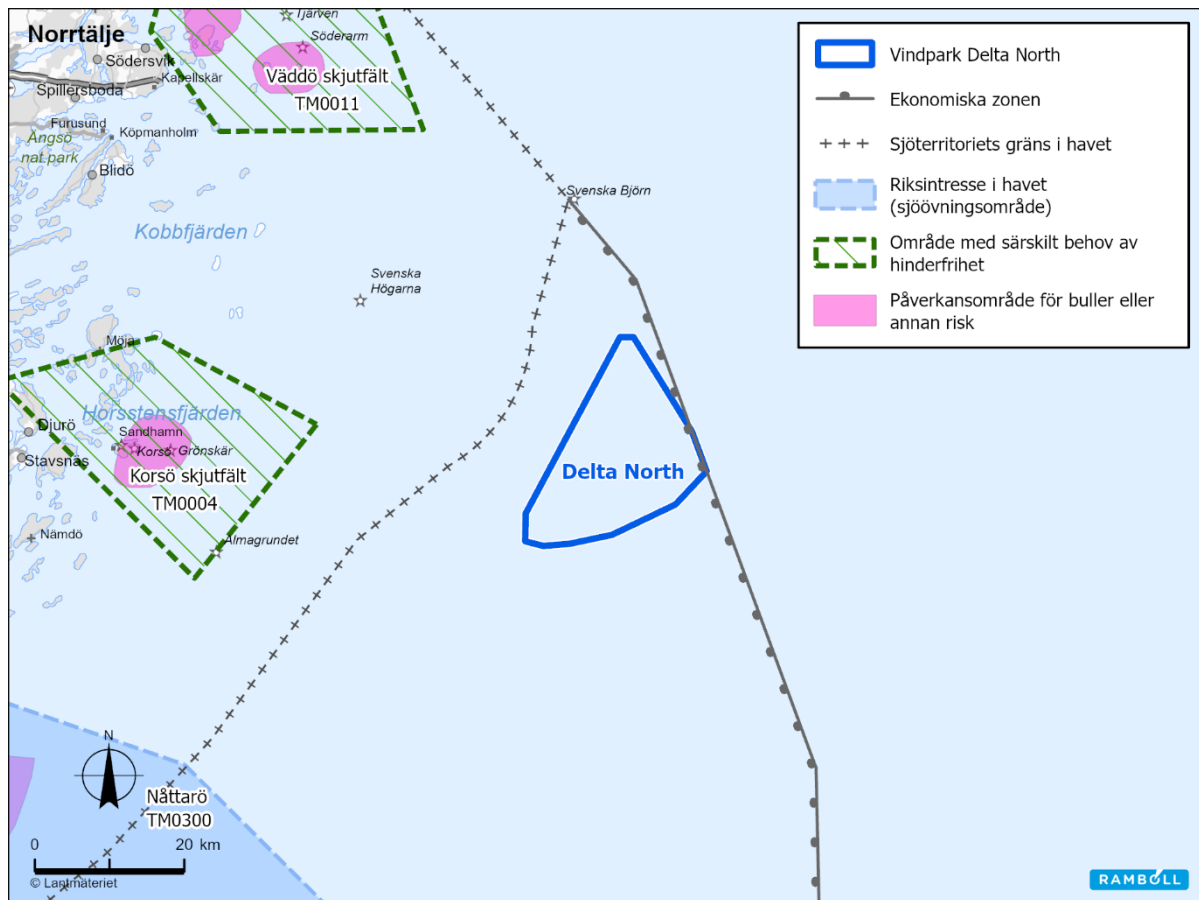 Norrtälje
Tjärven
Södersvik
Söderarm
Kapellskär
Väddö skjutfält
TM0011
Spillersboda
Furusund
Köpmanholm
Ängsö
nat park
Blidö
Svenska Björn
Kobbfjärden
Svenska
Högarna
Möja
Horsstensfjärden
Djurö
Sandhamn
Korsö
Grönskär
Stavsnäs
Korsö skjutfält
TM0004
Delta North
Nämdö
Almagrundet
N
Nåttarö
TM0300
0 20 km
© Lantmäteriet
Vindpark Delta North
Ekonomiska zonen
Sjöterritoriets gräns i havet
Riksintresse i havet
(sjöövningsområde)
Område med särskilt behov av
hinderfrihet
Påverkansområde för buller eller
annan risk
RAMBOLL